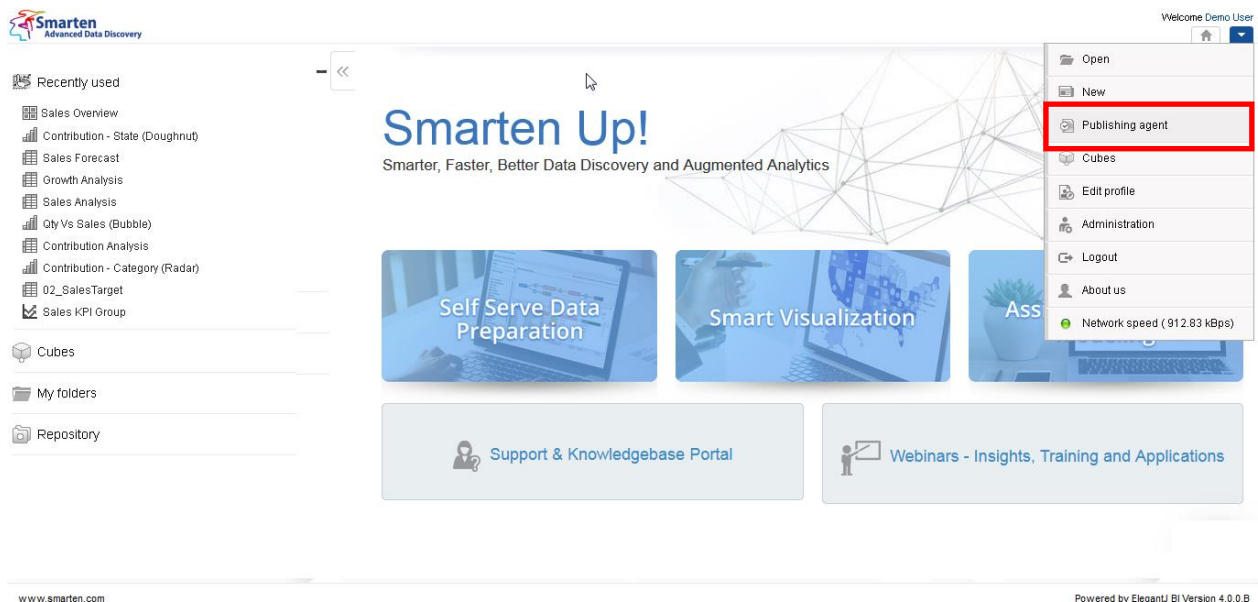 Smarten
Advanced Data Discovery
Welcome Demo User
Recently used
Sales Overview
Contribution - State (Doughnut)
Sales Forecast
Growth Analysis
Sales Analysis
Qty Vs Sales (Bubble)
Contribution Analysis
Contribution - Category (Radar)
02_SalesTarget
Sales KPI Group
Cubes
My folders
Repository
Smarten Up!
Smarter, Faster, Better Data Discovery and Augmented Analytics
Open
New
Publishing agent
Cubes
Edit profile
Administration
Logout
About us
Network speed ( 912.83 kBps)
Self Serve Data
Preparation
Smart Visualization
Ass
Support & Knowledgebase Portal
Webinars - Insights, Training and Applications
www.smarten.com
Powered by ElegantJ BI Version 4.0.0.B